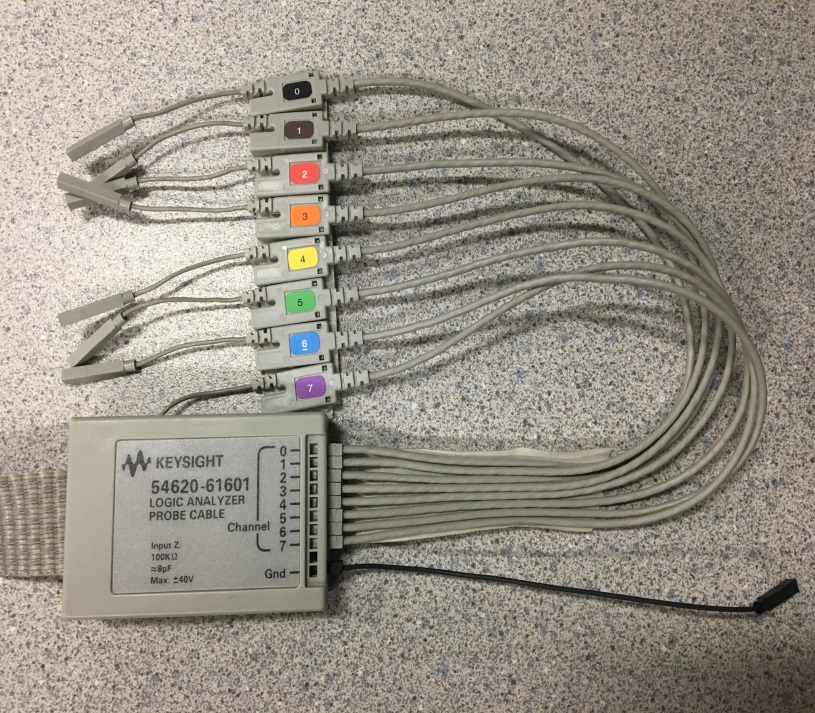 0
1
2
3
4
5
6
7
KEYSIGHT
54620-61601
LOGIC ANALYZER
PROBE CABLE
Channel
0
1
2
3
4
5
6
7
Input Z:
100KΩ
≈8pF
Max: ±40V
Gnd